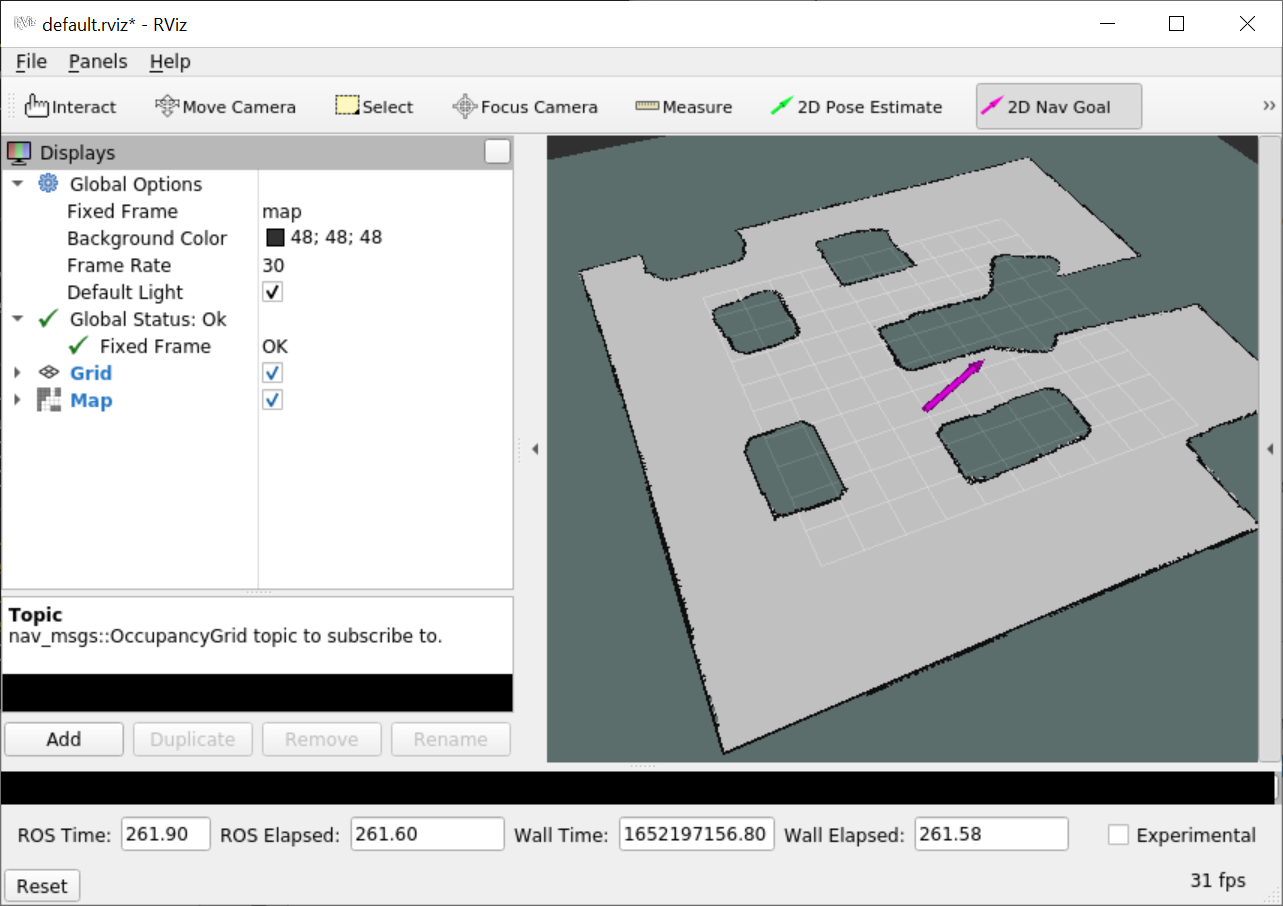 default.rviz* - RViz
File Panels Help
Interact Move Camera Select Focus Camera Measure 2D Pose Estimate 2D Nav Goal »
Displays
Global Options
Fixed Frame map
Background Color 48; 48; 48
Frame Rate 30
Default Light ✓
✓ Global Status: Ok
✓ Fixed Frame OK
Grid ✓
Map ✓
Topic
nav_msgs::OccupancyGrid topic to subscribe to.
Add Duplicate Remove Rename
ROS Time: 261.90 ROS Elapsed: 261.60 Wall Time: 1652197156.80 Wall Elapsed: 261.58 Experimental
Reset 31 fps